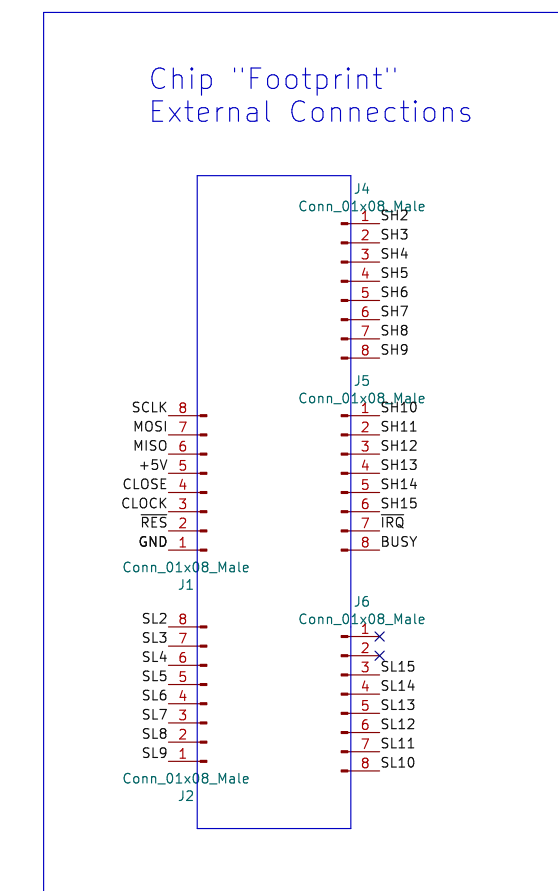 Chip "Footprint"
External Connections
J4
Conn_01x08_Male
1 SH2
2 SH3
3 SH4
4 SH5
5 SH6
6 SH7
7 SH8
8 SH9
J5
Conn_01x08_Male
1 SH10
2 SH11
3 SH12
4 SH13
5 SH14
6 SH15
7 IRQ
8 BUSY
SCLK 8
MOSI 7
MISO 6
+5V 5
CLOSE 4
CLOCK 3
RES 2
GND 1
Conn_01x08_Male
J1
J6
Conn_01x08_Male
1
2
3 SL15
4 SL14
5 SL13
6 SL12
7 SL11
8 SL10
SL2 8
SL3 7
SL4 6
SL5 5
SL6 4
SL7 3
SL8 2
SL9 1
Conn_01x08_Male
J2